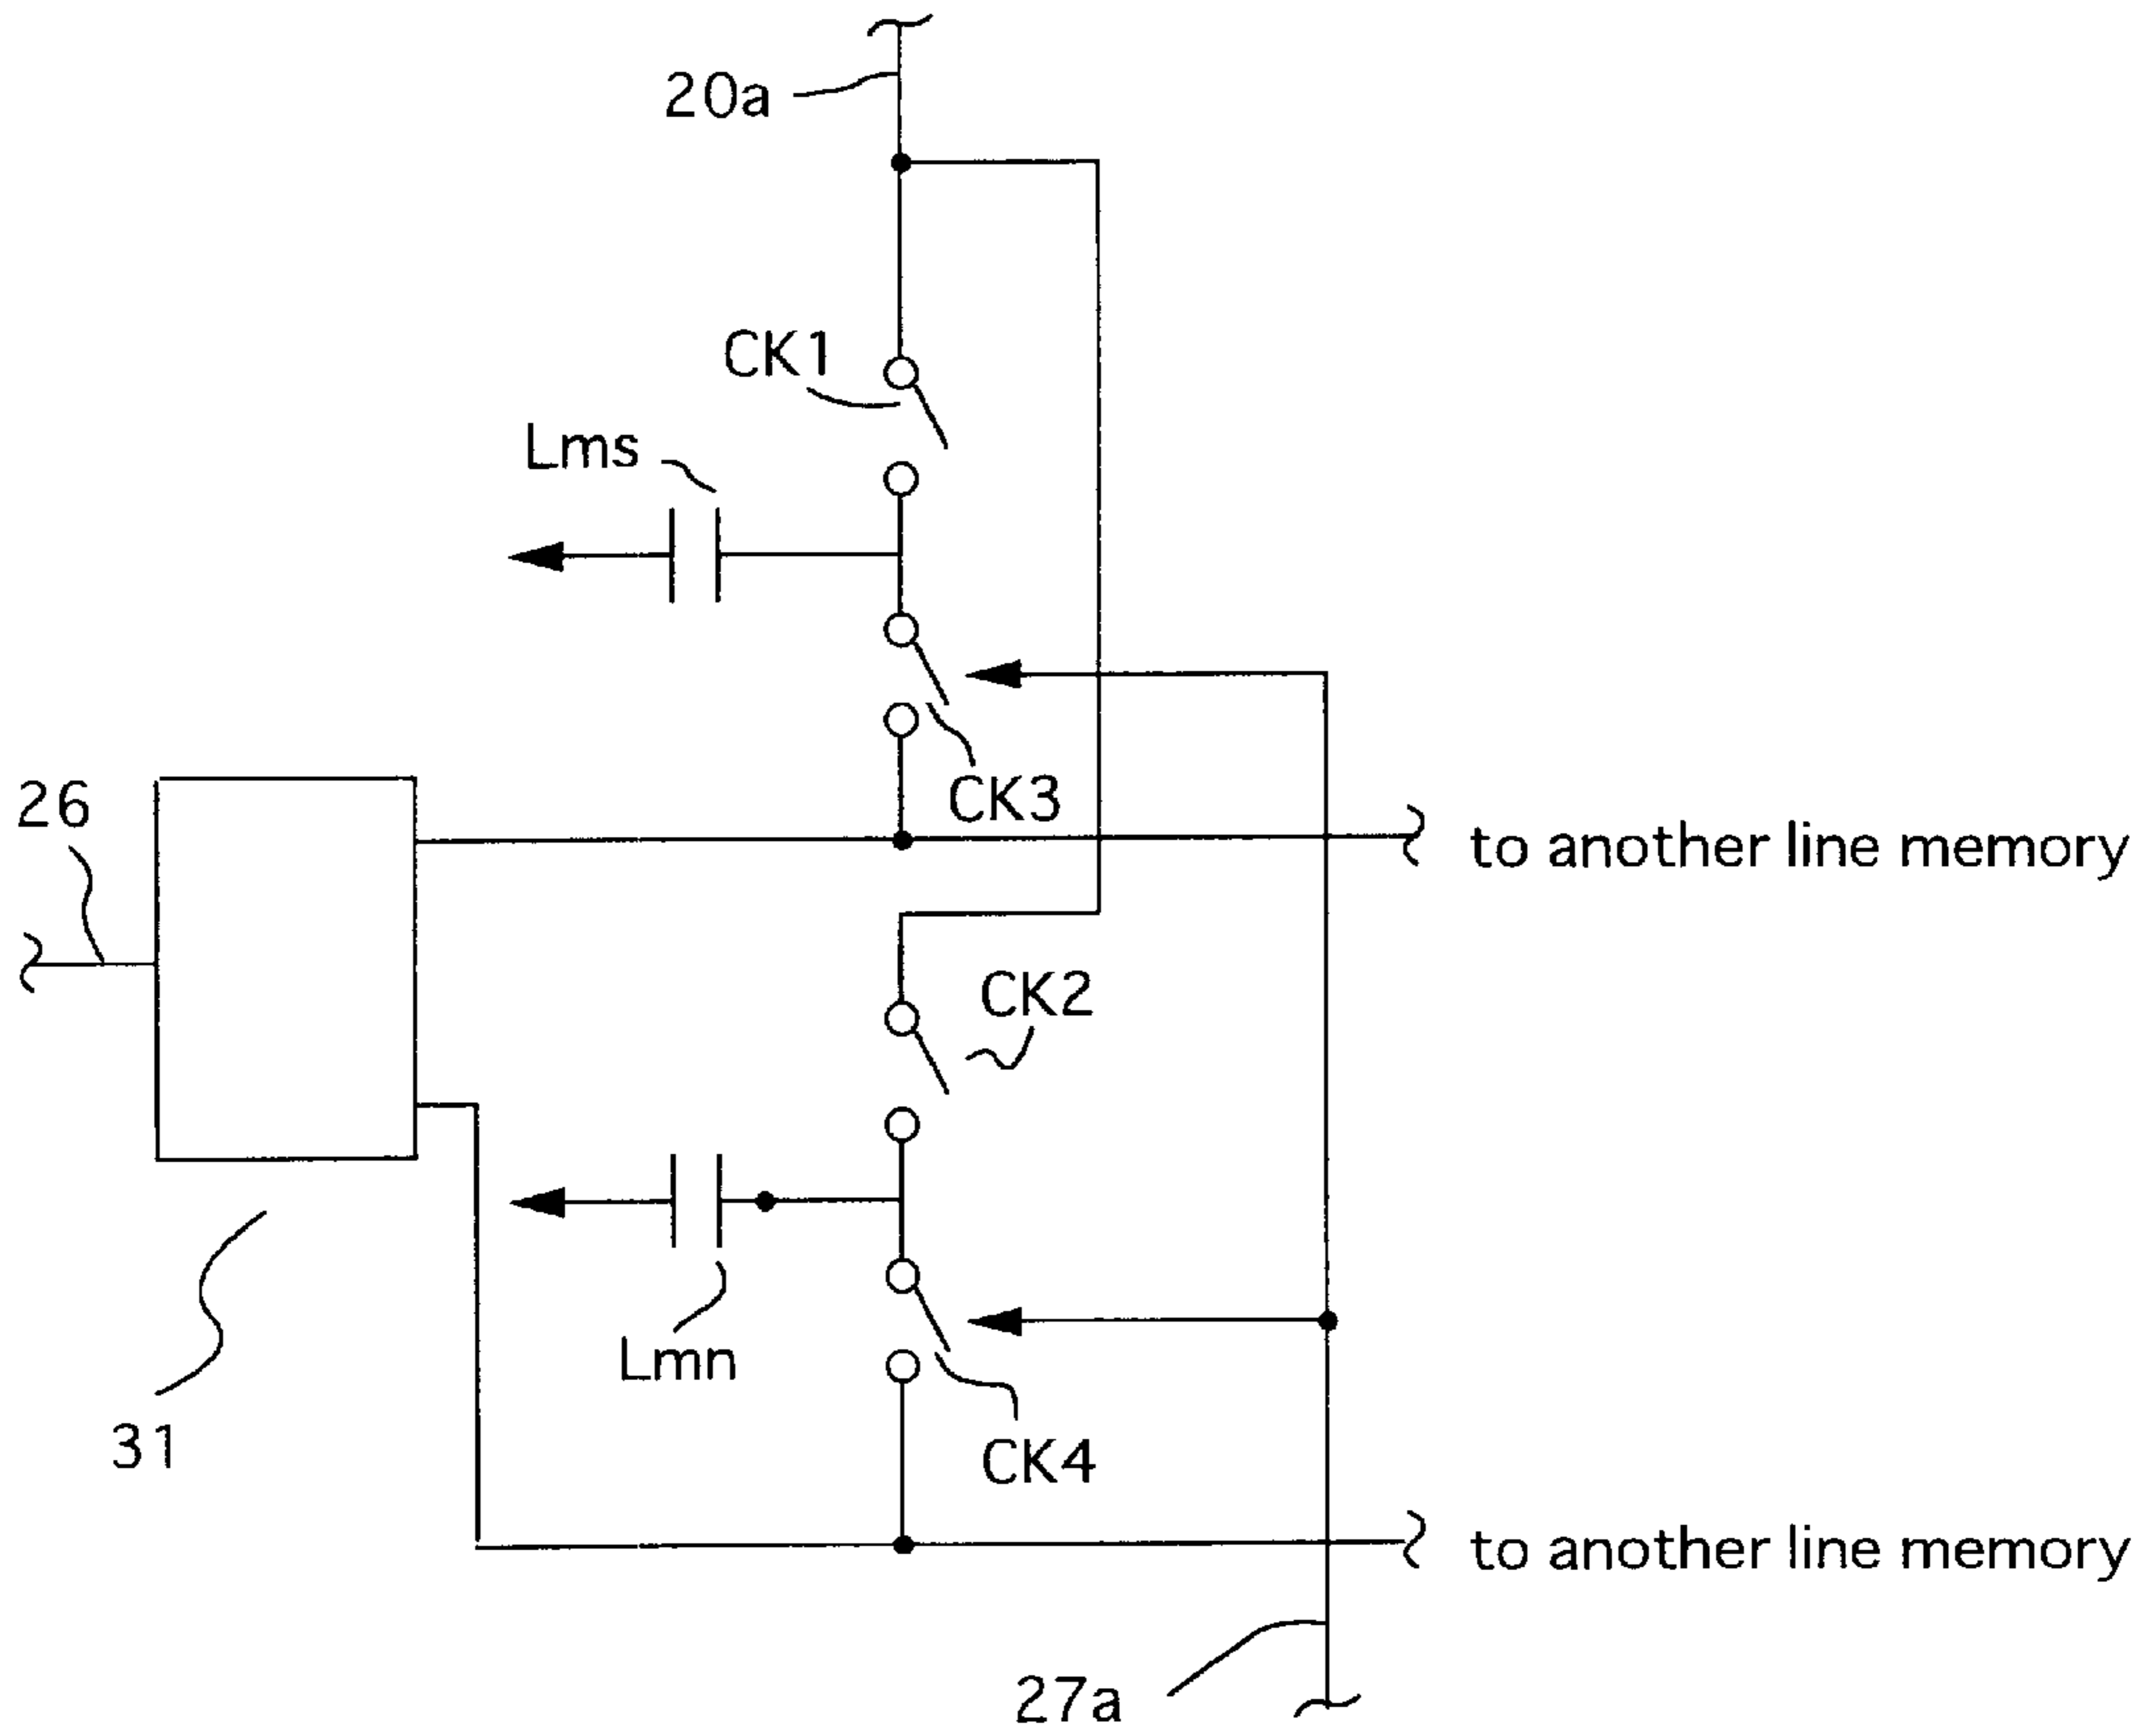 20a
CK1
Lms
CK3
26
to another line memory
CK2
Lmn
31
CK4
to another line memory
27a